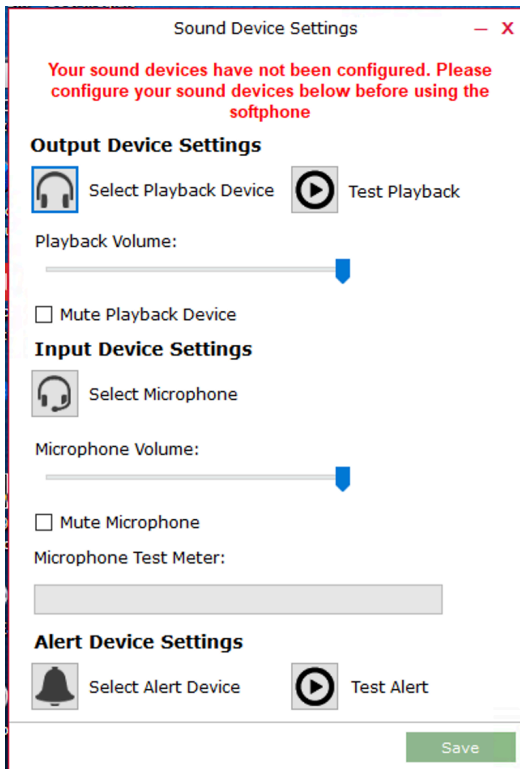 Sound Device Settings
— X
Your sound devices have not been configured. Please
configure your sound devices below before using the
softphone
Output Device Settings
Select Playback Device Test Playback
Playback Volume:
Mute Playback Device
Input Device Settings
Select Microphone
Microphone Volume:
Mute Microphone
Microphone Test Meter:
Alert Device Settings
Select Alert Device Test Alert
Save